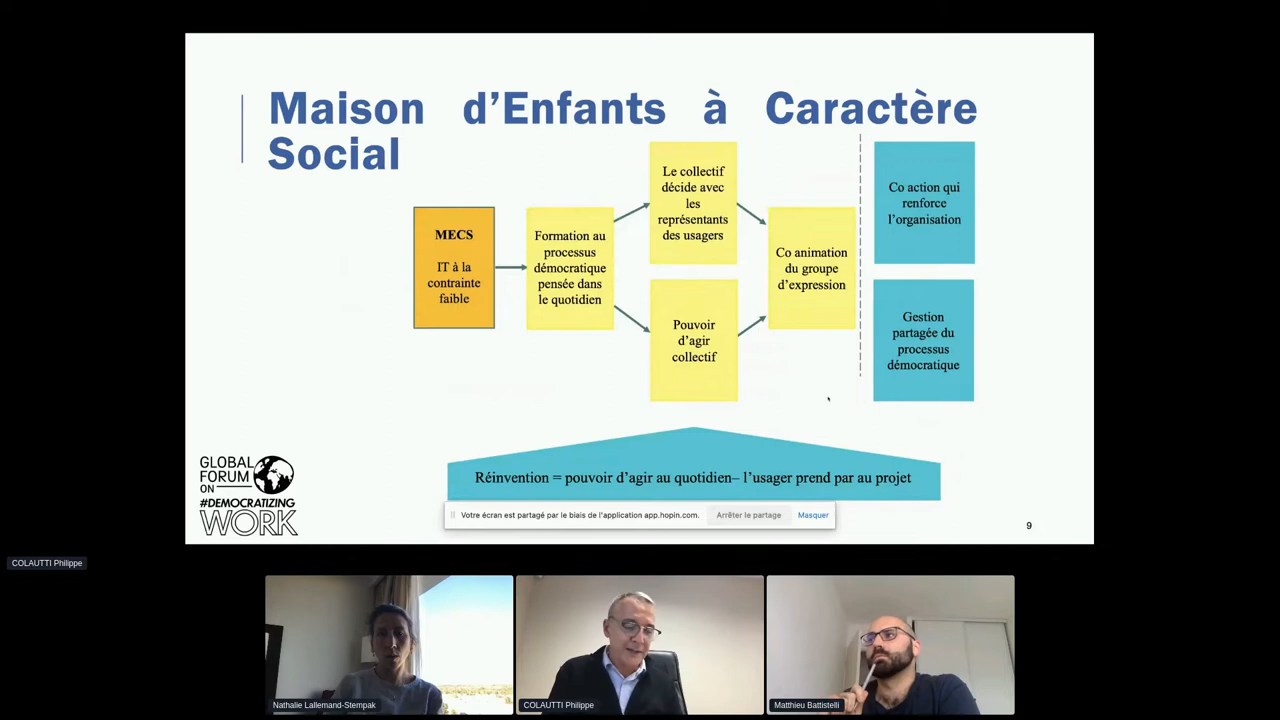 Maison d’Enfants à Caractère
Social
MECS
IT à la
contrainte
faible
Formation au
processus
démocratique
pensée dans
le quotidien
Le collectif
décide avec
les
représentants
des usagers
Pouvoir
d’agir
collectif
Co animation
du groupe
d’expression
Co action qui
renforce
l’organisation
Gestion
partagée du
processus
démocratique
Réinvention = pouvoir d’agir au quotidien– l’usager prend par au projet
GLOBAL
FORUM
ON
#DEMOCRATIZING
WORK
Votre écran est partagé par le biais de l'application app.hopin.com.
Arrêter le partage
Masquer
9
COLAUTTI Philippe
Nathalie Lallemand-Stempak
COLAUTTI Philippe
Matthieu Battistelli